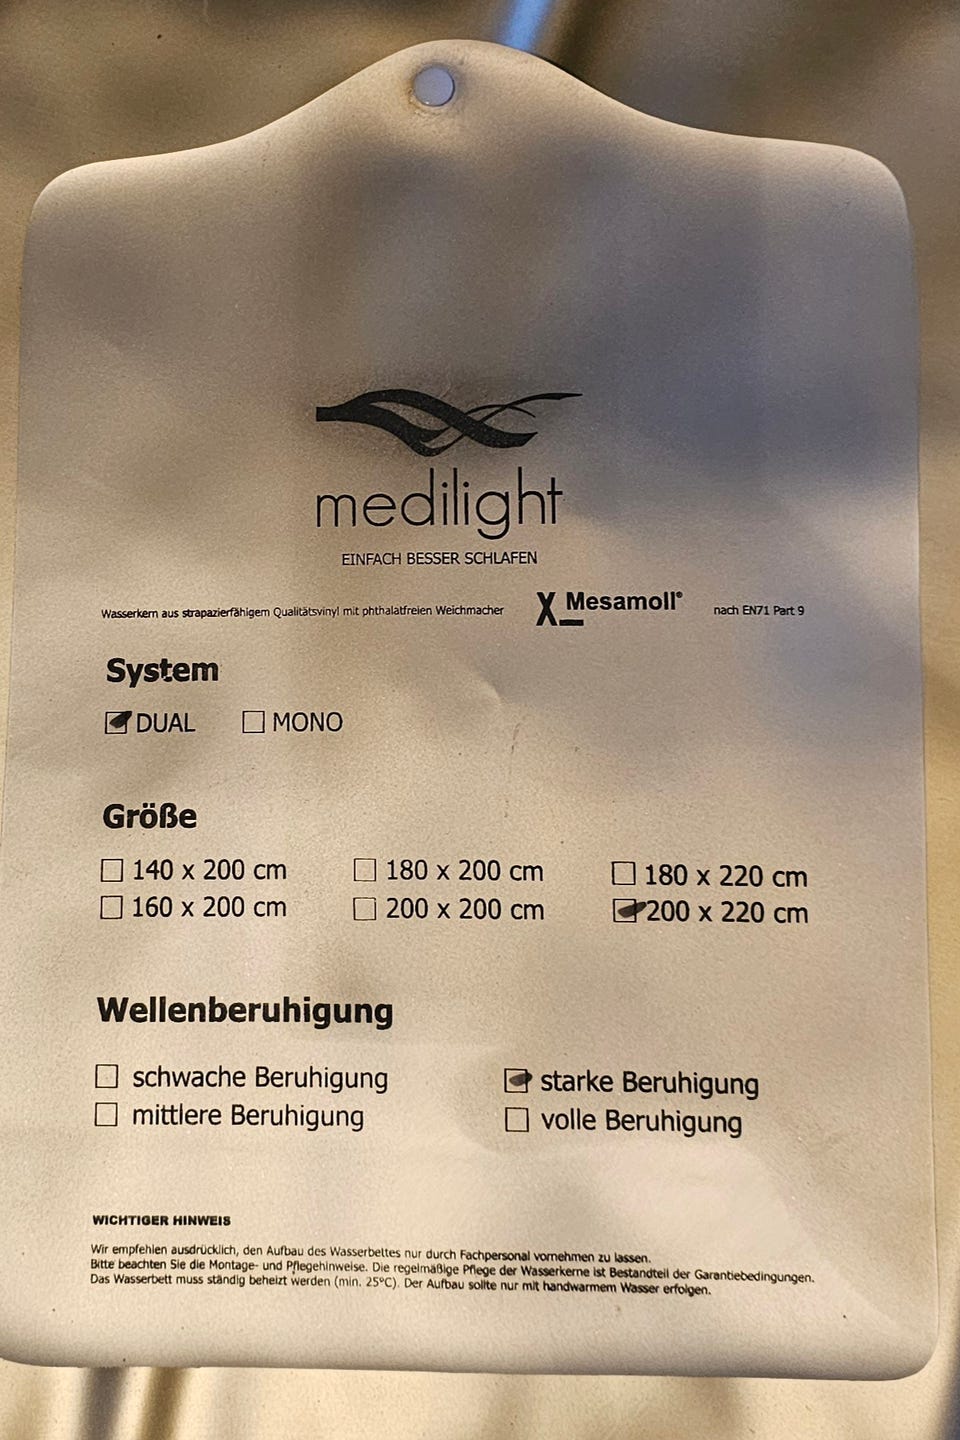 medilight
EINFACH BESSER SCHLAFEN
Wasserkern aus strapazierfähigem Qualitätsvinyl mit phthalatfreien Weichmacher X Mesamoll® nach EN71 Part 9
System
DUAL MONO
Größe
140 x 200 cm 180 x 200 cm 180 x 220 cm
160 x 200 cm 200 x 200 cm 200 x 220 cm
Wellenberuhigung
schwache Beruhigung starke Beruhigung
mittlere Beruhigung volle Beruhigung
WICHTIGER HINWEIS
Wir empfehlen ausdrücklich, den Aufbau des Wasserbettes nur durch Fachpersonal vornehmen zu lassen.
Bitte beachten Sie die Montage- und Pflegehinweise. Die regelmäßige Pflege der Wasserkerne ist Bestandteil der Garantiebedingungen.
Das Wasserbett muss ständig beheizt werden (min. 25°C). Der Aufbau sollte nur mit handwarmem Wasser erfolgen.